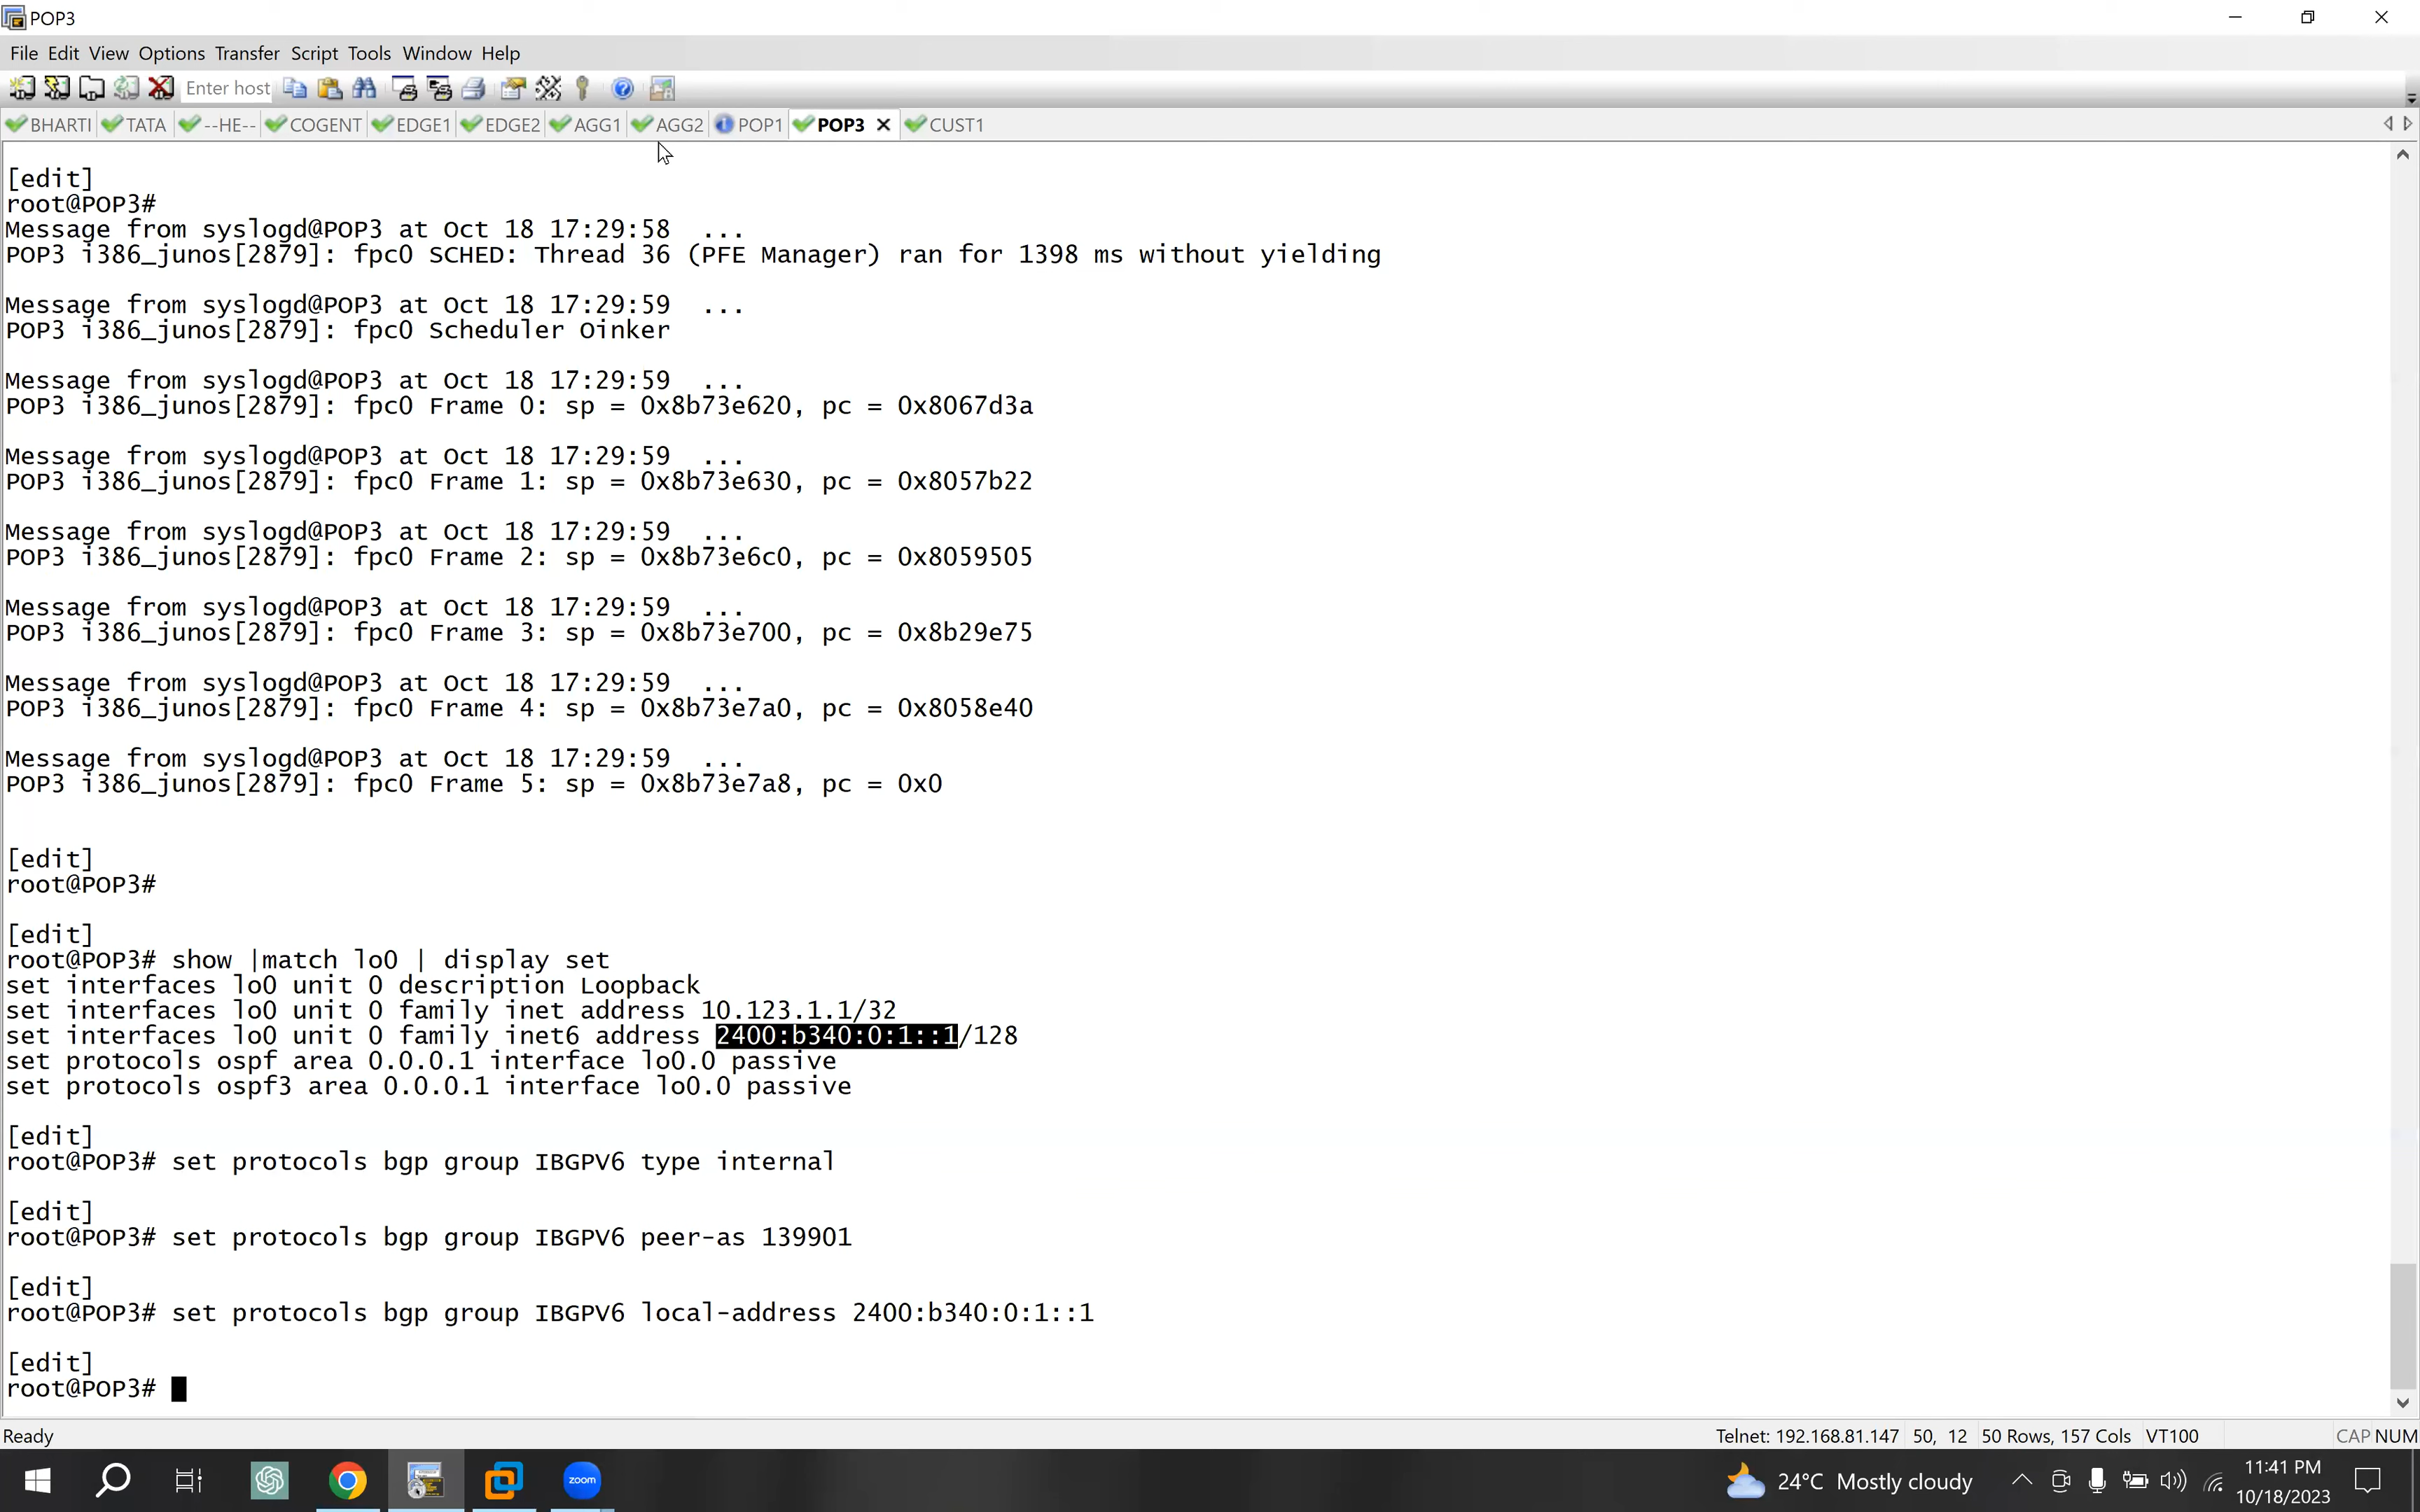 POP3
File Edit View Options Transfer Script Tools Window Help
Enter host
BHARTI TATA --HE-- COGENT EDGE1 EDGE2 AGG1 AGG2 POP1 POP3 CUST1
[edit]
root@POP3#
Message from syslogd@POP3 at Oct 18 17:29:58  ...
POP3 i386_junos[2879]: fpc0 SCHED: Thread 36 (PFE Manager) ran for 1398 ms without yielding
Message from syslogd@POP3 at Oct 18 17:29:59  ...
POP3 i386_junos[2879]: fpc0 Scheduler Oinker
Message from syslogd@POP3 at Oct 18 17:29:59  ...
POP3 i386_junos[2879]: fpc0 Frame 0: sp = 0x8b73e620, pc = 0x8067d3a
Message from syslogd@POP3 at Oct 18 17:29:59  ...
POP3 i386_junos[2879]: fpc0 Frame 1: sp = 0x8b73e630, pc = 0x8057b22
Message from syslogd@POP3 at Oct 18 17:29:59  ...
POP3 i386_junos[2879]: fpc0 Frame 2: sp = 0x8b73e6c0, pc = 0x8059505
Message from syslogd@POP3 at Oct 18 17:29:59  ...
POP3 i386_junos[2879]: fpc0 Frame 3: sp = 0x8b73e700, pc = 0x8b29e75
Message from syslogd@POP3 at Oct 18 17:29:59  ...
POP3 i386_junos[2879]: fpc0 Frame 4: sp = 0x8b73e7a0, pc = 0x8058e40
Message from syslogd@POP3 at Oct 18 17:29:59  ...
POP3 i386_junos[2879]: fpc0 Frame 5: sp = 0x8b73e7a8, pc = 0x0
[edit]
root@POP3#
[edit]
root@POP3# show |match lo0 | display set
set interfaces lo0 unit 0 description Loopback
set interfaces lo0 unit 0 family inet address 10.123.1.1/32
set interfaces lo0 unit 0 family inet6 address 2400:b340:0:1::1/128
set protocols ospf area 0.0.0.1 interface lo0.0 passive
set protocols ospf3 area 0.0.0.1 interface lo0.0 passive
[edit]
root@POP3# set protocols bgp group IBGPV6 type internal
[edit]
root@POP3# set protocols bgp group IBGPV6 peer-as 139901
[edit]
root@POP3# set protocols bgp group IBGPV6 local-address 2400:b340:0:1::1
[edit]
root@POP3#
Ready Telnet: 192.168.81.147 50, 12 50 Rows, 157 Cols VT100 CAP NUM
zoom 24°C Mostly cloudy 11:41 PM
10/18/2023